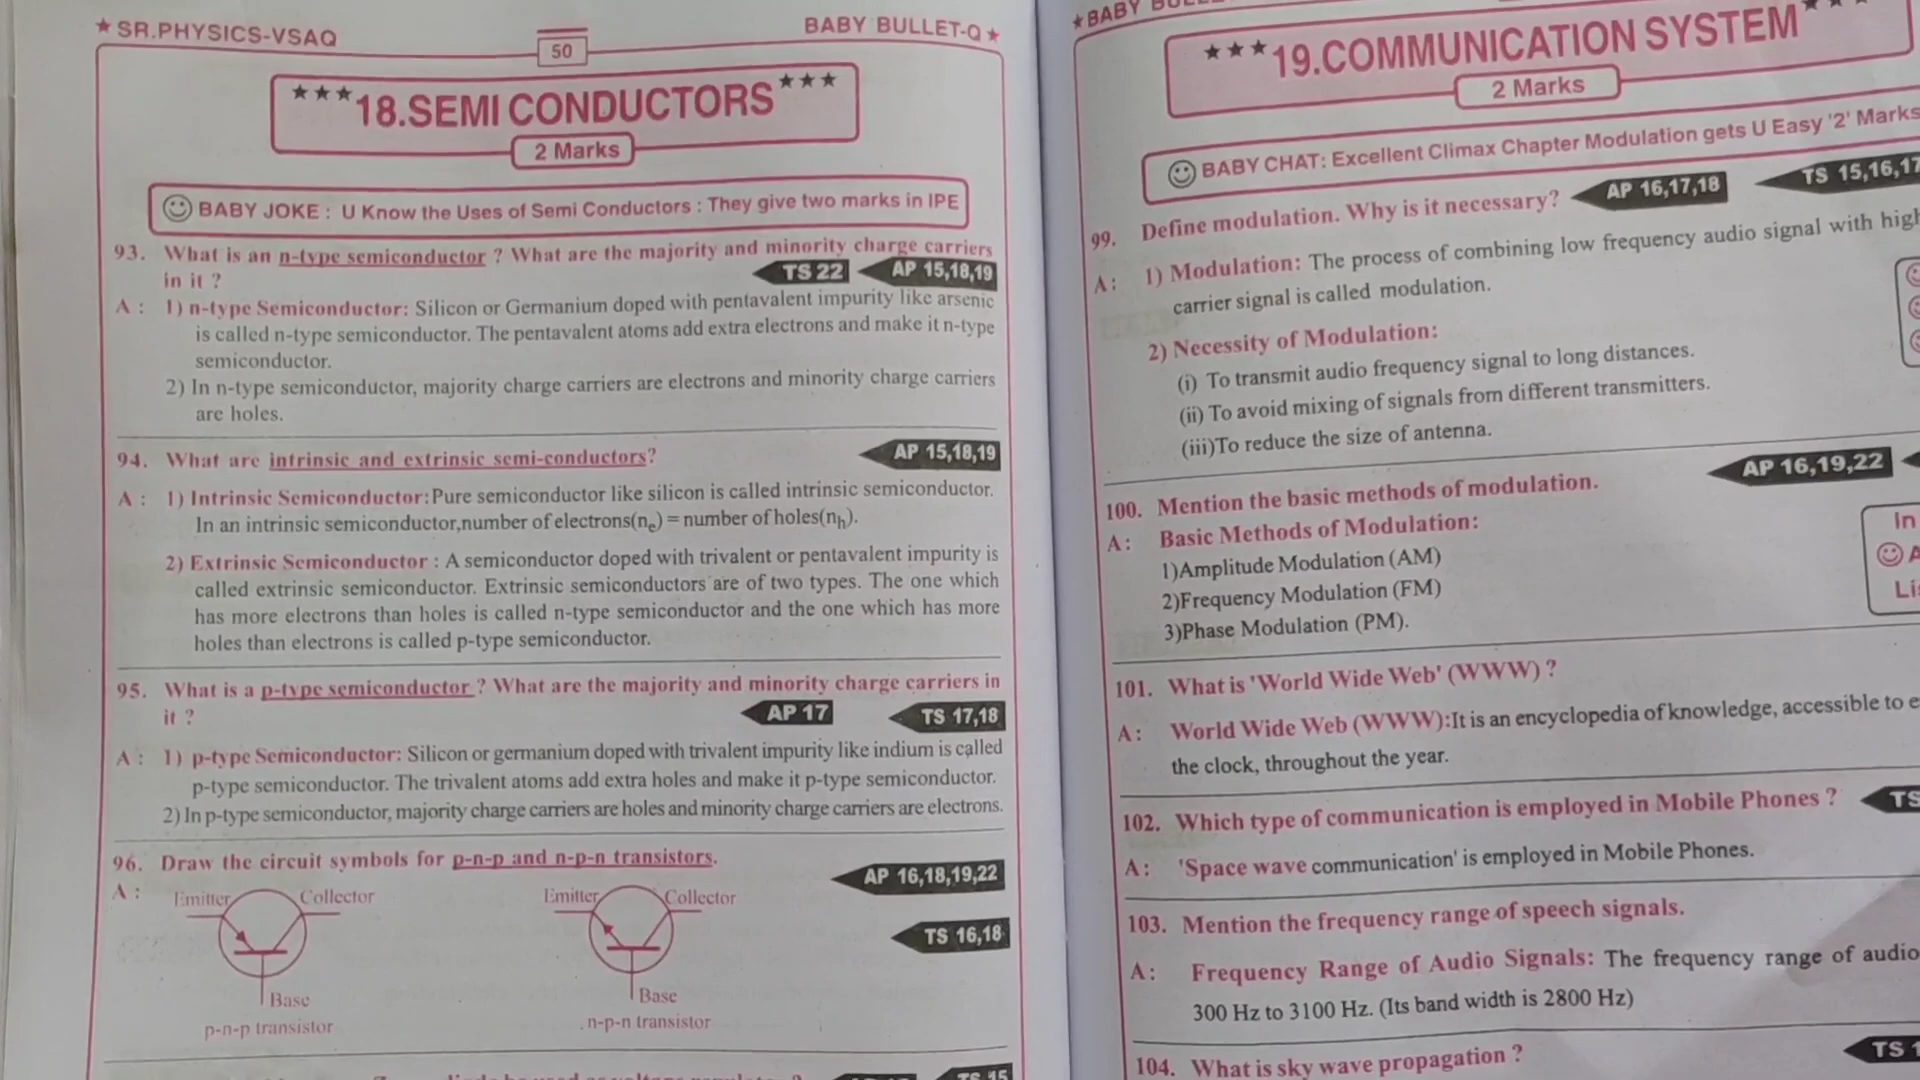 ★ SR.PHYSICS-VSAQ
50
BABY BULLET-Q ★
★★★ 18.SEMI CONDUCTORS ★★★
2 Marks
BABY JOKE : U Know the Uses of Semi Conductors : They give two marks in IPE
93. What is an n-type semiconductor ? What are the majority and minority charge carriers
in it ? TS 22 AP 15,18,19
A : 1) n-type Semiconductor: Silicon or Germanium doped with pentavalent impurity like arsenic
is called n-type semiconductor. The pentavalent atoms add extra electrons and make it n-type
semiconductor.
2) In n-type semiconductor, majority charge carriers are electrons and minority charge carriers
are holes.
94. What are intrinsic and extrinsic semi-conductors? AP 15,18,19
A : 1) Intrinsic Semiconductor:Pure semiconductor like silicon is called intrinsic semiconductor.
In an intrinsic semiconductor,number of electrons(ne) = number of holes(nh).
2) Extrinsic Semiconductor : A semiconductor doped with trivalent or pentavalent impurity is
called extrinsic semiconductor. Extrinsic semiconductors are of two types. The one which
has more electrons than holes is called n-type semiconductor and the one which has more
holes than electrons is called p-type semiconductor.
95. What is a p-type semiconductor ? What are the majority and minority charge carriers in
it ? AP 17 TS 17,18
A : 1) p-type Semiconductor: Silicon or germanium doped with trivalent impurity like indium is called
p-type semiconductor. The trivalent atoms add extra holes and make it p-type semiconductor.
2) In p-type semiconductor, majority charge carriers are holes and minority charge carriers are electrons.
96. Draw the circuit symbols for p-n-p and n-p-n transistors.
AP 16,18,19,22
A :
Emitter Collector Emitter Collector
TS 16,18
Base Base
p-n-p transistor n-p-n transistor
TS 15
★BABY
★★★ 19.COMMUNICATION SYSTEM ★★★
2 Marks
BABY CHAT: Excellent Climax Chapter Modulation gets U Easy '2' Marks
99. Define modulation. Why is it necessary? AP 16,17,18 TS 15,16,17
A: 1) Modulation: The process of combining low frequency audio signal with high
carrier signal is called modulation.
2) Necessity of Modulation:
(i) To transmit audio frequency signal to long distances.
(ii) To avoid mixing of signals from different transmitters.
(iii)To reduce the size of antenna.
100. Mention the basic methods of modulation. AP 16,19,22
A: Basic Methods of Modulation:
1)Amplitude Modulation (AM)
2)Frequency Modulation (FM)
3)Phase Modulation (PM).
In
A
101. What is 'World Wide Web' (WWW) ?
A: World Wide Web (WWW):It is an encyclopedia of knowledge, accessible to
the clock, throughout the year.
102. Which type of communication is employed in Mobile Phones ? TS
A: 'Space wave communication' is employed in Mobile Phones.
103. Mention the frequency range of speech signals.
A: Frequency Range of Audio Signals: The frequency range of audio
300 Hz to 3100 Hz. (Its band width is 2800 Hz)
104. What is sky wave propagation ? TS